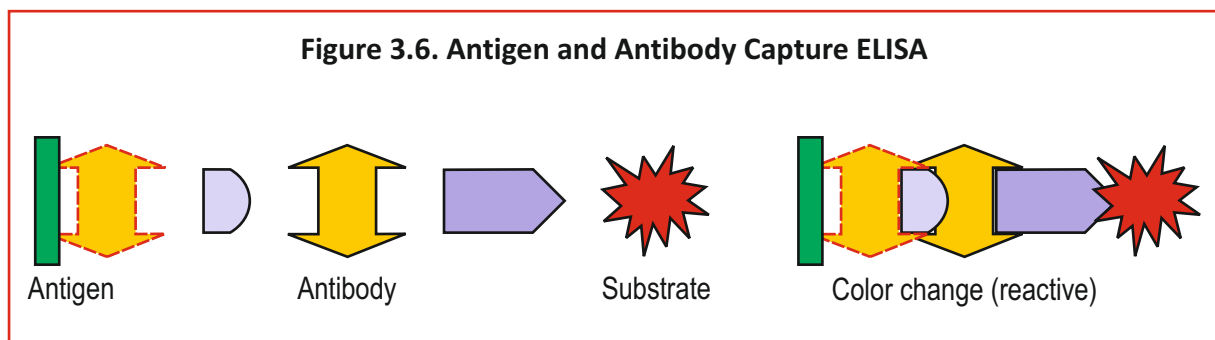 Figure 3.6. Antigen and Antibody Capture ELISA
Antigen
Antibody
Substrate
Color change (reactive)